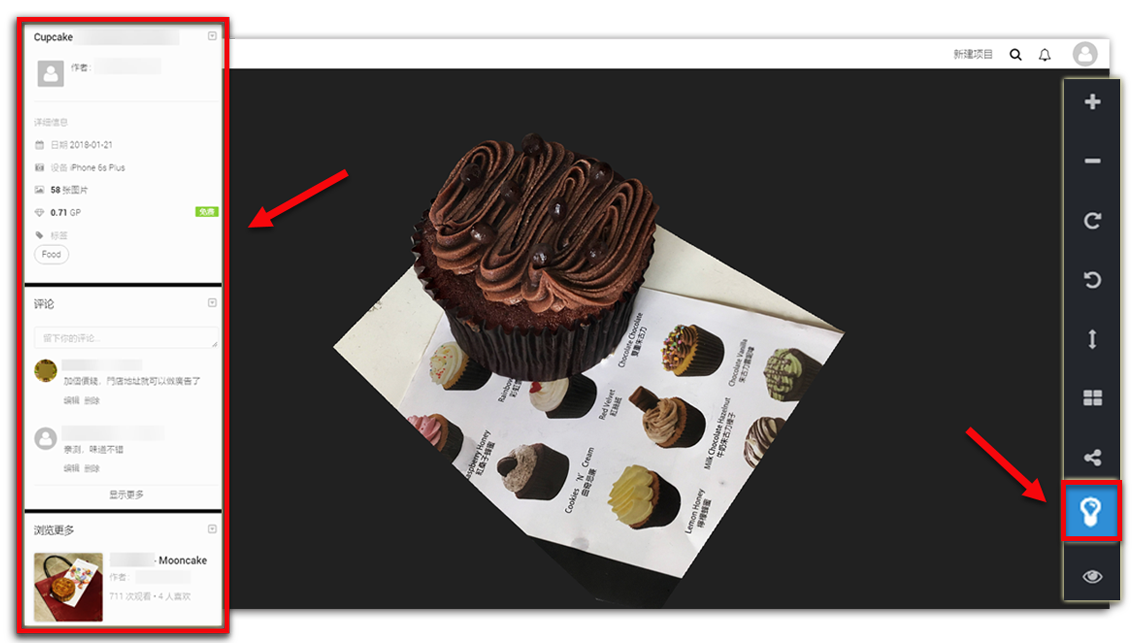 Cupcake
作者:
详细信息
日期 2018-01-21
设备 iPhone 6s Plus
58 张图片
0.71 GP
免费
标签
Food
评论
留下你的评论..
加個價錢，門店地址就可以做廣告了
编辑 删除
亲测，味道不错
编辑 删除
显示更多
浏览更多
- Mooncake
作者:
711 次观看 • 4 人喜欢
新建项目
Chocolate Chocolate
雙重朱古力
Chocolate Vanilla
朱古力雲呢嗱
Rainbow
彩虹
Red Velvet
紅絲絨
Milk Chocolate Hazelnut
牛奶朱古力榛子
Raspberry Honey
紅桑子蜂蜜
Cookies 'N' Cream
曲奇忌廉
Lemon Honey
檸檬蜂蜜